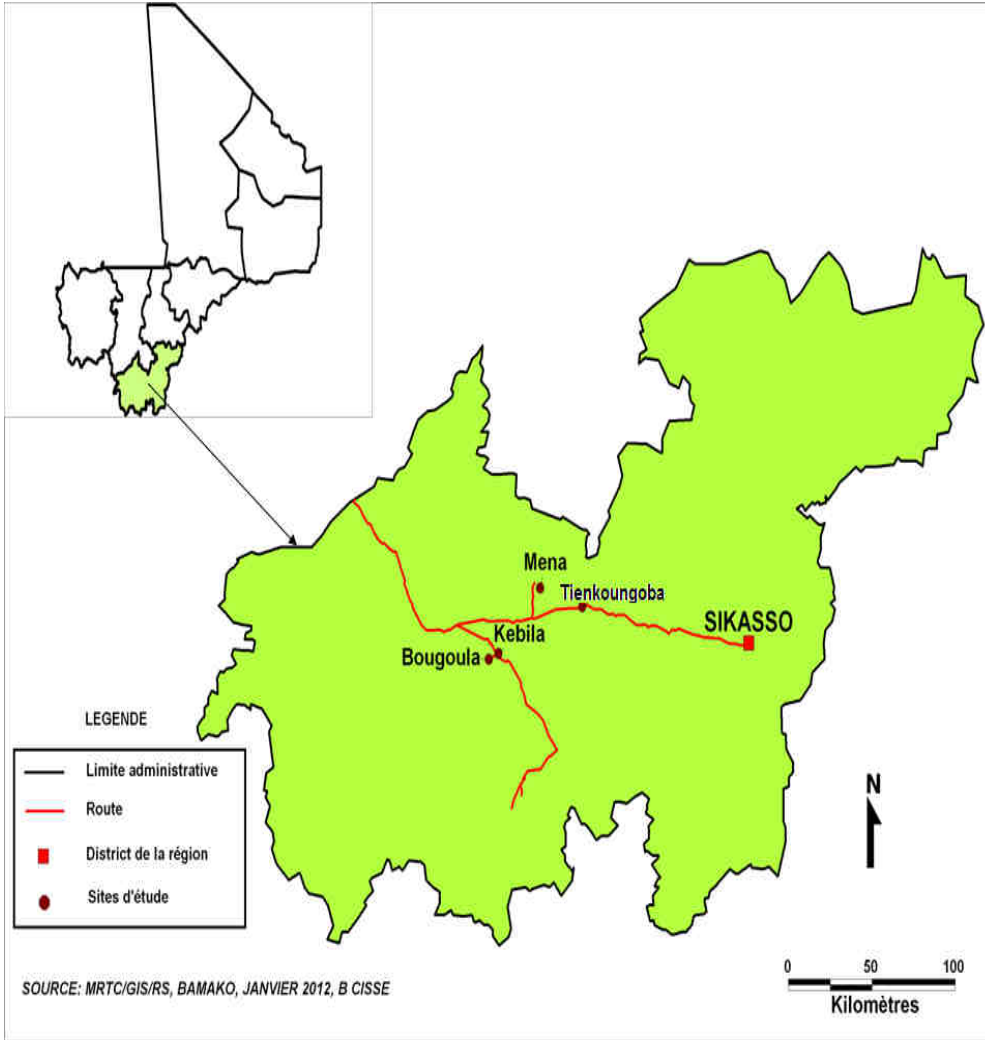 Mena
Tienkoungoba
SIKASSO
Kebila
Bougoula
LEGENDE
Limite administrative
Route
District de la région
Sites d'étude
N
0 50 100
Kilomètres
SOURCE: MRTC/GIS/RS, BAMAKO, JANVIER 2012, B CISSE